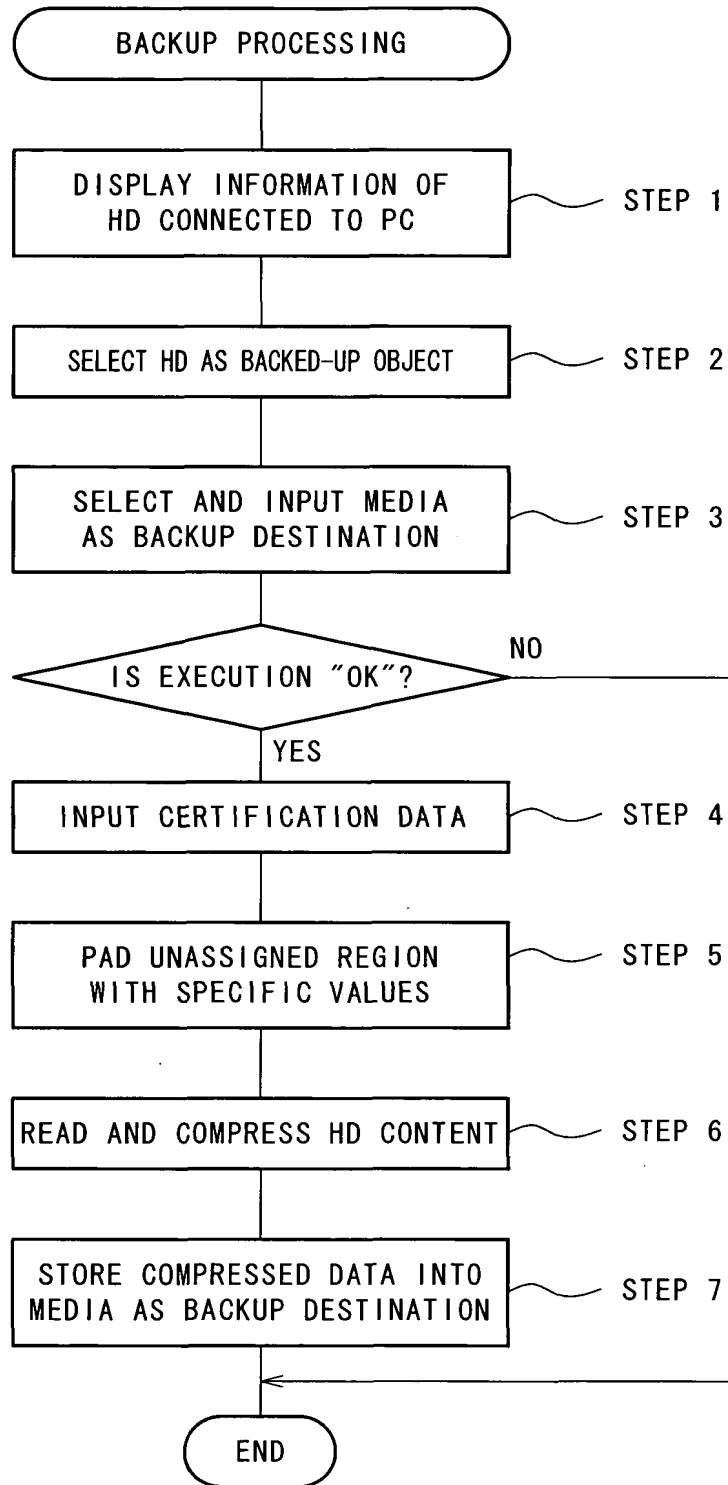 BACKUP PROCESSING
DISPLAY INFORMATION OF
HD CONNECTED TO PC
STEP 1
SELECT HD AS BACKED-UP OBJECT
STEP 2
SELECT AND INPUT MEDIA
AS BACKUP DESTINATION
STEP 3
IS EXECUTION "OK"?
NO
YES
INPUT CERTIFICATION DATA
STEP 4
PAD UNASSIGNED REGION
WITH SPECIFIC VALUES
STEP 5
READ AND COMPRESS HD CONTENT
STEP 6
STORE COMPRESSED DATA INTO
MEDIA AS BACKUP DESTINATION
STEP 7
END